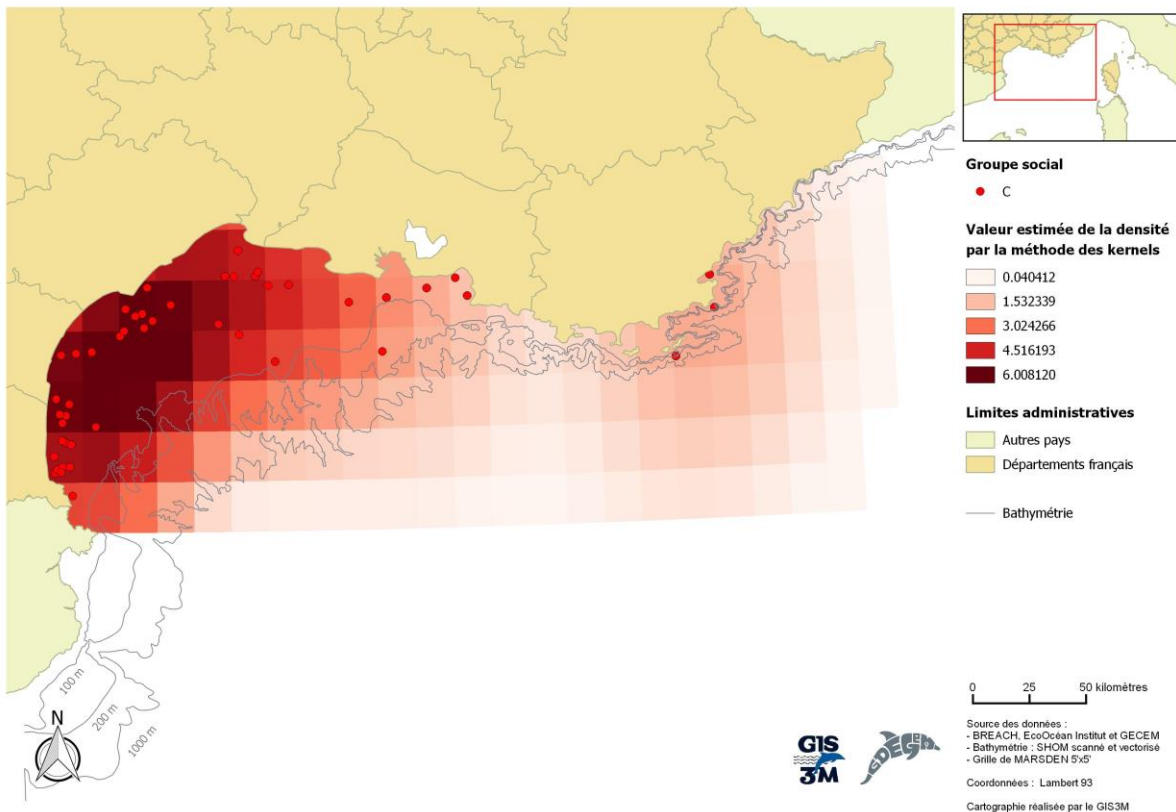 Groupe social
C
Valeur estimée de la densité
par la méthode des kernels
0.040412
1.532339
3.024266
4.516193
6.008120
Limites administratives
Autres pays
Départements français
Bathymétrie
100 m
200 m
1000 m
N
GIS
3M
GDEGeM
0 25 50 kilomètres
Source des données :
- BREACH, EcoOcéan Institut et GECEM
- Bathymétrie : SHOM scanné et vectorisé
- Grille de MARSDEN 5'x5'
Coordonnées : Lambert 93
Cartographie réalisée par le GIS3M